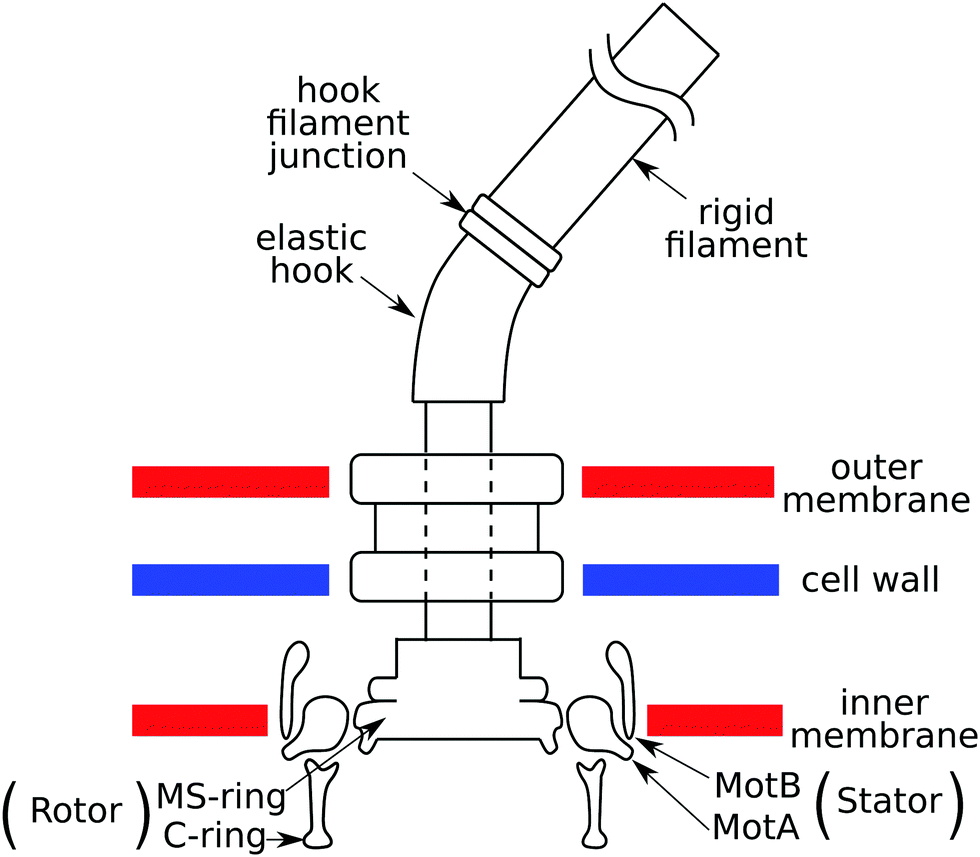 hook
filament
junction
rigid
filament
elastic
hook
outer
membrane
cell wall
inner
membrane
(Rotor) MS-ring
C-ring
MotB (Stator)
MotA